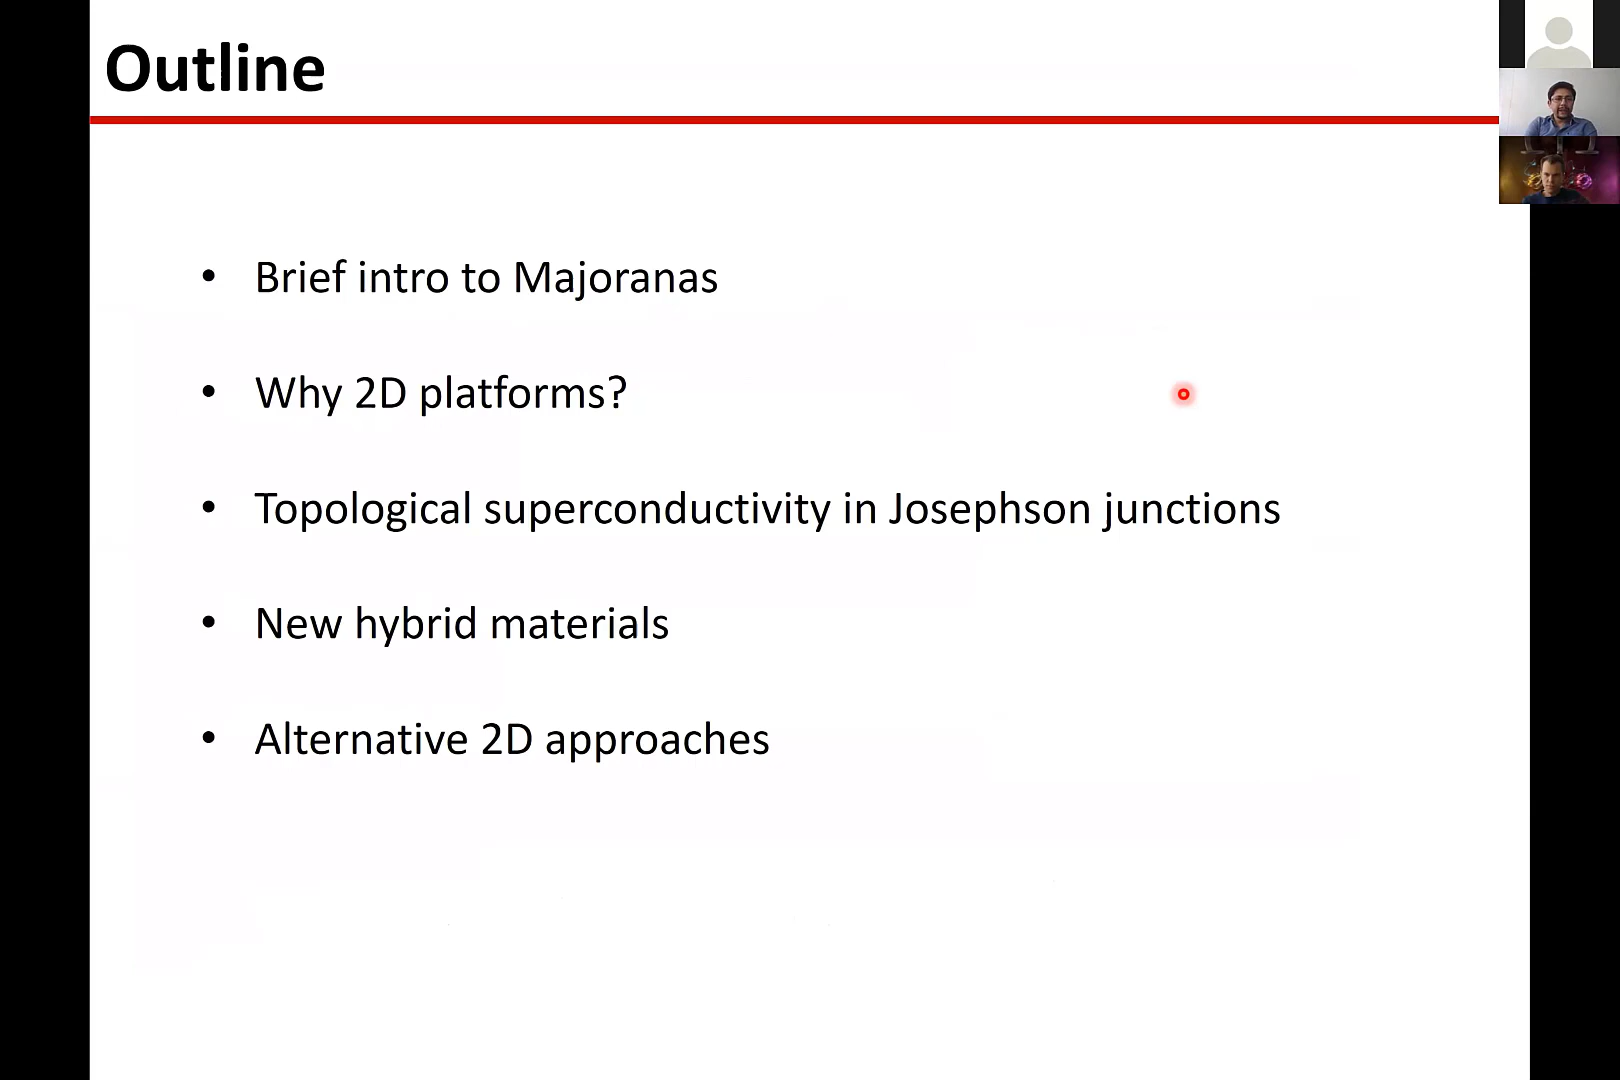 Outline
• Brief intro to Majoranas
• Why 2D platforms?
• Topological superconductivity in Josephson junctions
• New hybrid materials
• Alternative 2D approaches